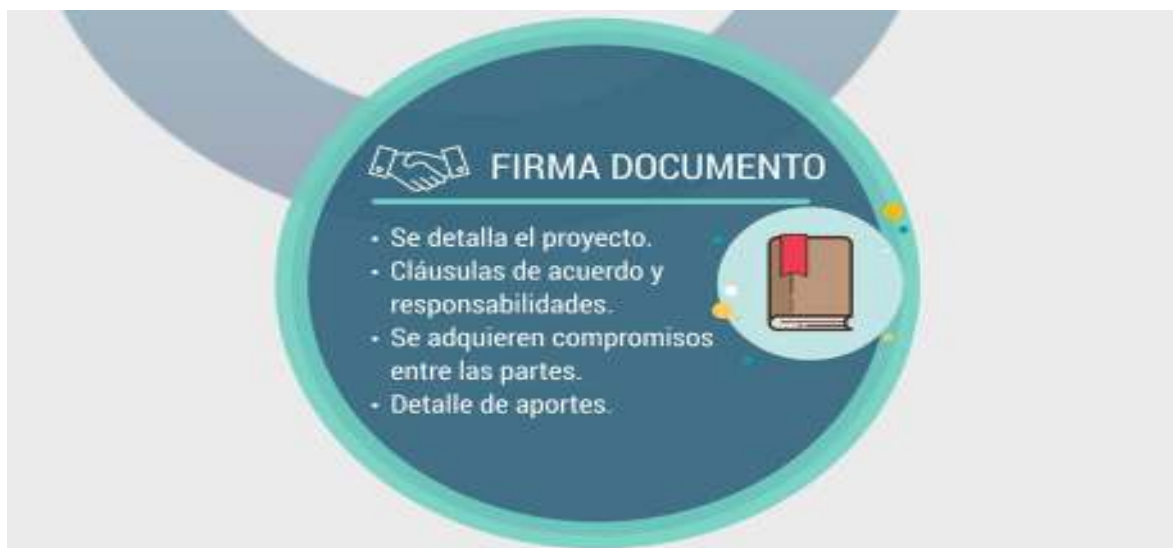 FIRMA DOCUMENTO
• Se detalla el proyecto.
• Cláusulas de acuerdo y
responsabilidades.
• Se adquieren compromisos
entre las partes.
• Detalle de aportes.